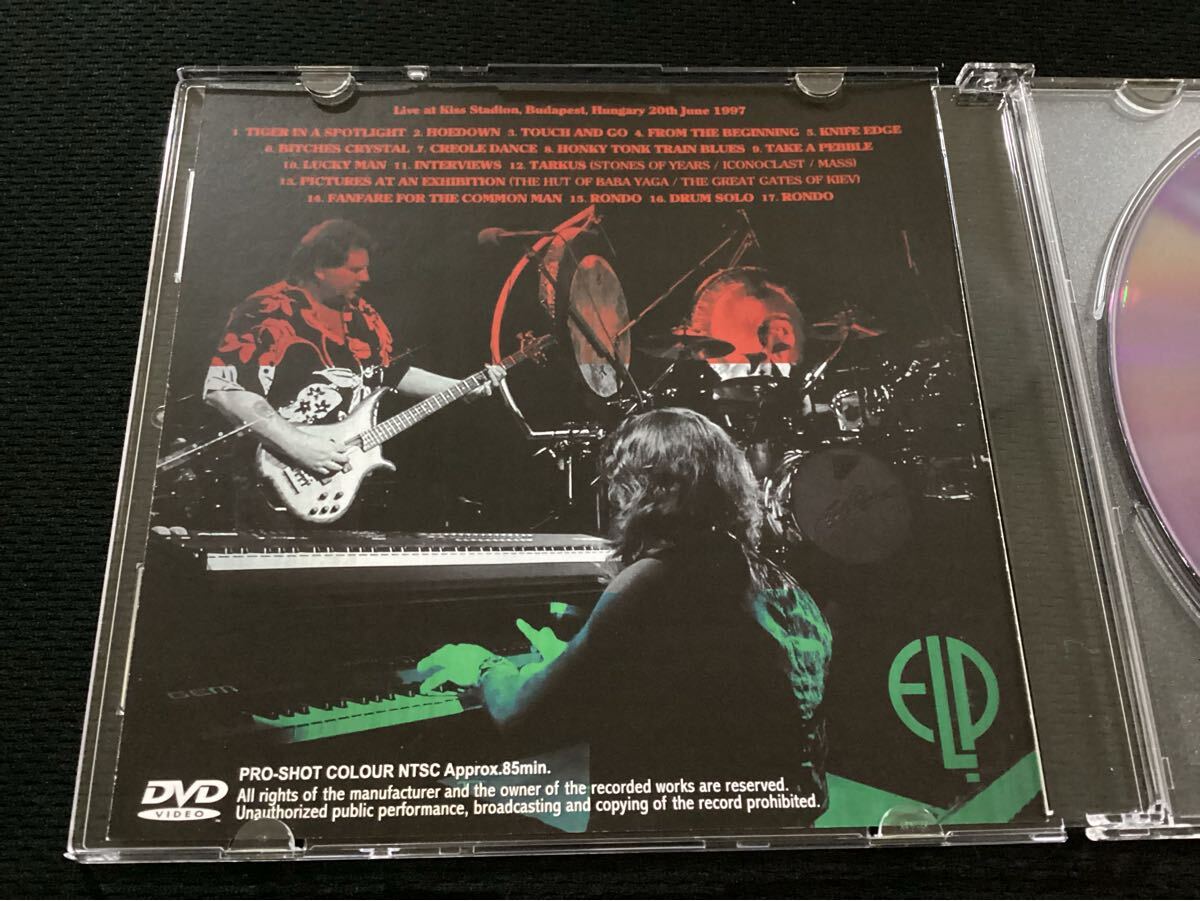 Live at Kiss Stadion, Budapest, Hungary 20th June 1997
1 TIGER IN A SPOTLIGHT 2. HOEDOWN 3. TOUCH AND GO 4. FROM THE BEGINNING 5. KNIFE EDGE
6. BITCHES CRYSTAL 7. CREOLE DANCE 8. HONKY TONK TRAIN BLUES 9. TAKE A PEBBLE
10. LUCKY MAN 11. INTERVIEWS 12. TARKUS (STONES OF YEARS / ICONOCLAST / MASS)
13. PICTURES AT AN EXHIBITION (THE HUT OF BABA YAGA / THE GREAT GATES OF KIEV)
14. FANFARE FOR THE COMMON MAN 15. RONDO 16. DRUM SOLO 17. RONDO
GEM
ELP
DVD
VIDEO
PRO-SHOT COLOUR NTSC Approx.85min.
All rights of the manufacturer and the owner of the recorded works are reserved.
Unauthorized public performance, broadcasting and copying of the record prohibited.